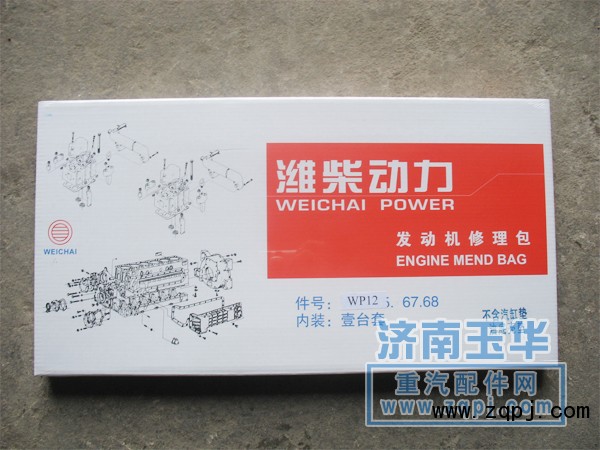 潍柴动力
WEICHAI POWER
发动机修理包
ENGINE MEND BAG
WEICHAI
件号: WP12 67.68
内装: 壹台套
不含汽缸垫
济南玉华
重汽配件网
www.zqpj.com